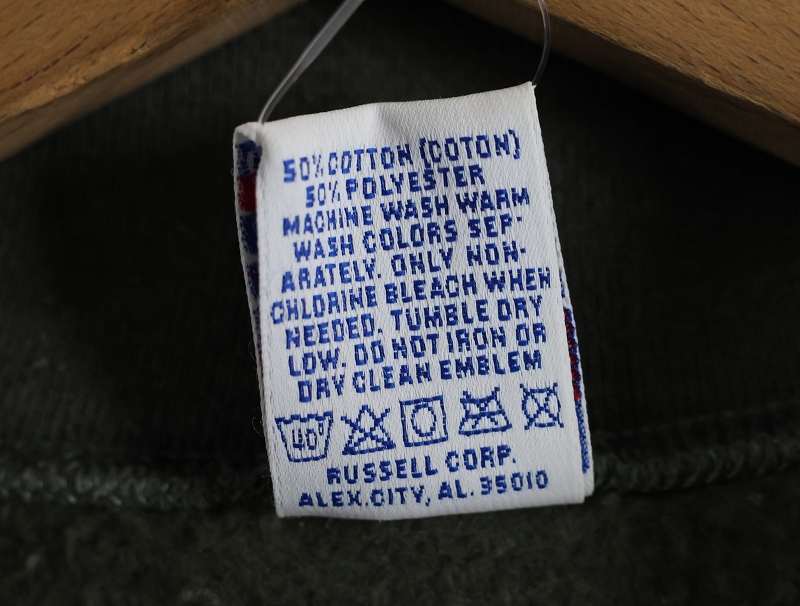 50% COTTON (COTON)
50% POLYESTER
MACHINE WASH WARM
WASH COLORS SEP-
ARATELY. ONLY NON-
CHLORINE BLEACH WHEN
NEEDED. TUMBLE DRY
LOW. DO NOT IRON OR
DRY CLEAN EMBLEM
40°
RUSSELL CORP.
ALEX.CITY, AL. 35010